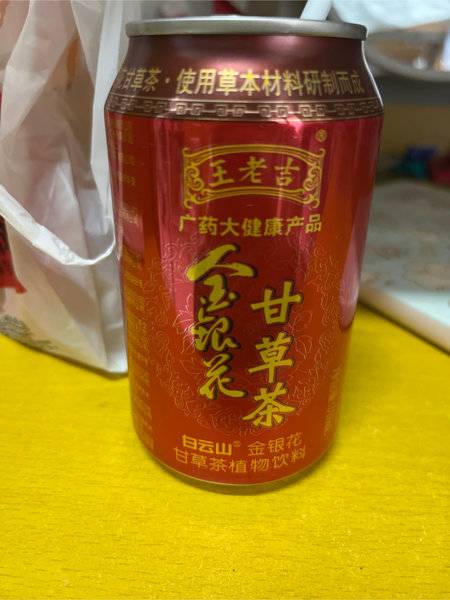 甘草茶·使用草本材料研制而成
王老吉®
广药大健康产品
金银花
甘草茶
白云山® 金银花
甘草茶植物饮料